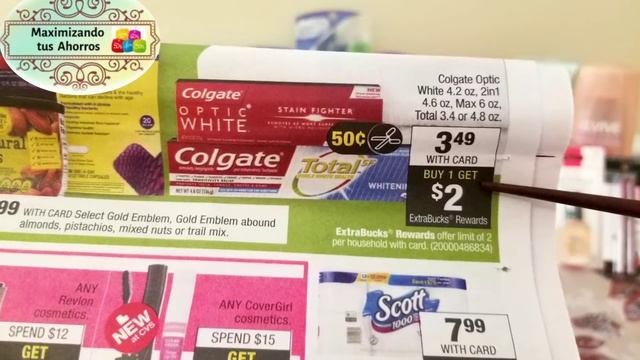 Maximizando
tus Ahorros
Colgate Optic
White 4.2 oz, 2in1
4.6 oz, Max 6 oz,
Total 3.4 or 4.8 oz.
Colgate
NEW
OPTIC
WHITE
STAIN FIGHTER
50¢
3.49
WITH CARD
BUY 1 GET
$2
ExtraBucks® Rewards
Colgate
Total
WHITENING
20
ural
ExtraBucks® Rewards offer limit of 2
per household with card. (20000486834)
99 WITH CARD Select Gold Emblem, Gold Emblem abound
almonds, pistachios, mixed nuts or trail mix.
ANY
Revlon
cosmetics.
SPEND $12
GET
NEW
at CVS
ANY CoverGirl
cosmetics.
SPEND $15
GET
Scott
1000
7.99
WITH CARD